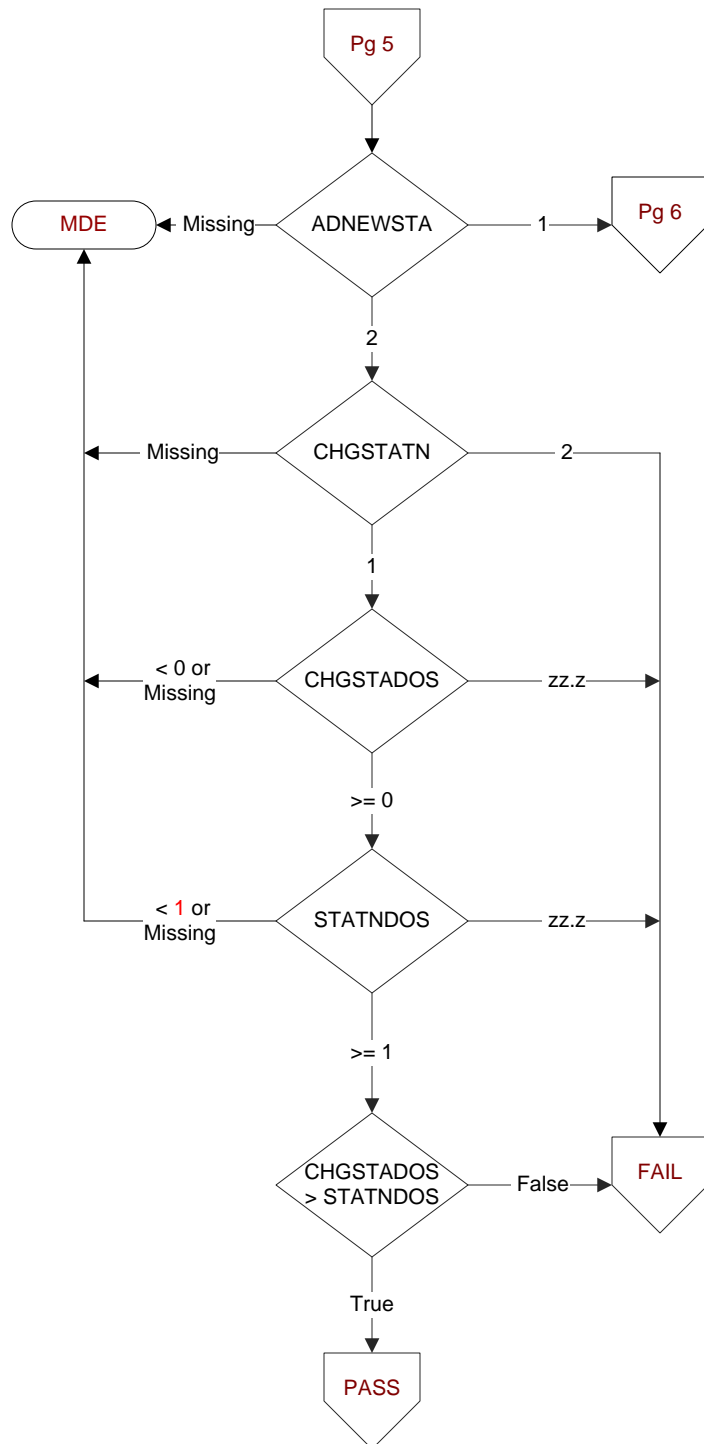 Pg 5
MDE
Missing
ADNEWSTA
1
Pg 6
2
Missing
CHGSTATN
2
1
< 0 or
Missing
CHGSTADOS
zz.z
>= 0
< 1 or
Missing
STATNDOS
zz.z
>= 1
CHGSTADOS
> STATNDOS
False
FAIL
True
PASS